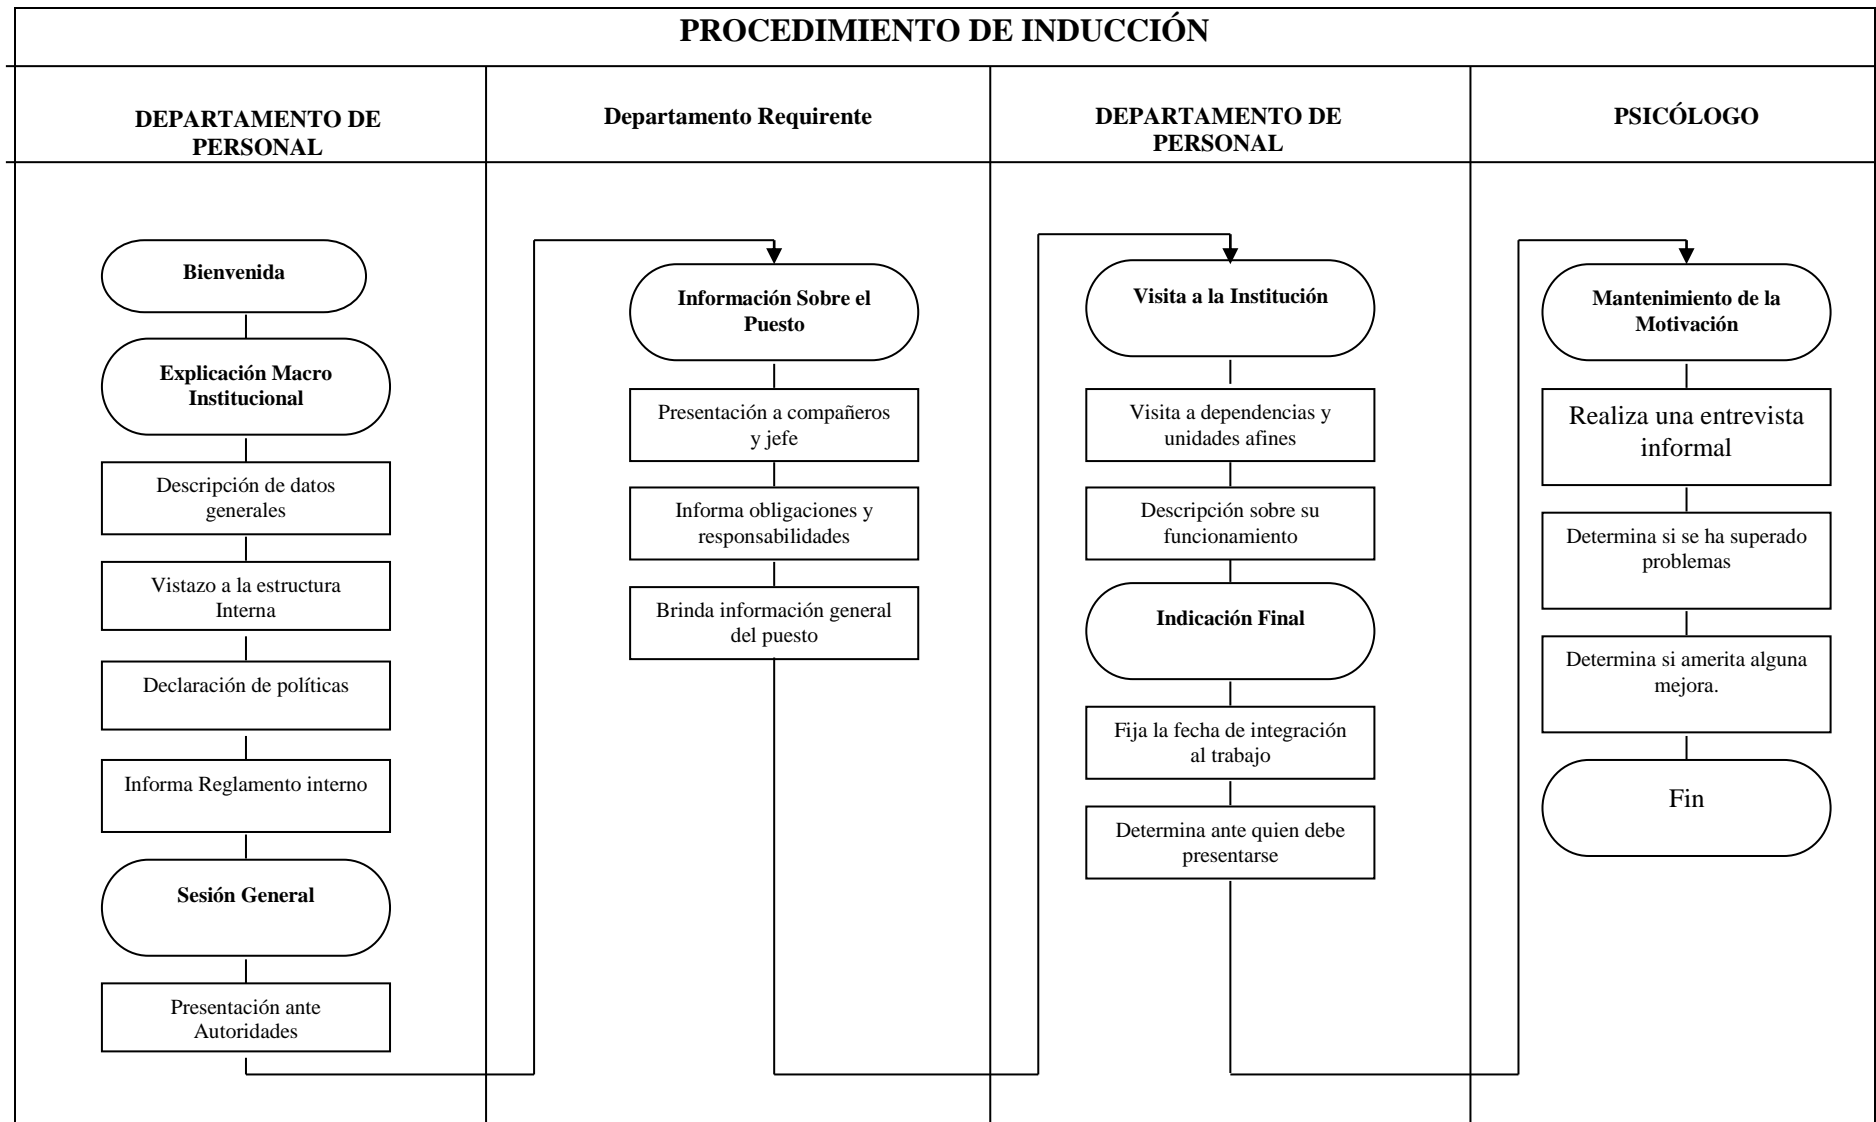 PROCEDIMIENTO DE INDUCCIÓN
DEPARTAMENTO DE
PERSONAL
Departamento Requirente
DEPARTAMENTO DE
PERSONAL
PSICÓLOGO
Bienvenida
Explicación Macro
Institucional
Descripción de datos
generales
Vistazo a la estructura
Interna
Declaración de políticas
Informa Reglamento interno
Sesión General
Presentación ante
Autoridades
Información Sobre el
Puesto
Presentación a compañeros
y jefe
Informa obligaciones y
responsabilidades
Brinda información general
del puesto
Visita a la Institución
Visita a dependencias y
unidades afines
Descripción sobre su
funcionamiento
Indicación Final
Fija la fecha de integración
al trabajo
Determina ante quien debe
presentarse
Mantenimiento de la
Motivación
Realiza una entrevista
informal
Determina si se ha superado
problemas
Determina si amerita alguna
mejora.
Fin